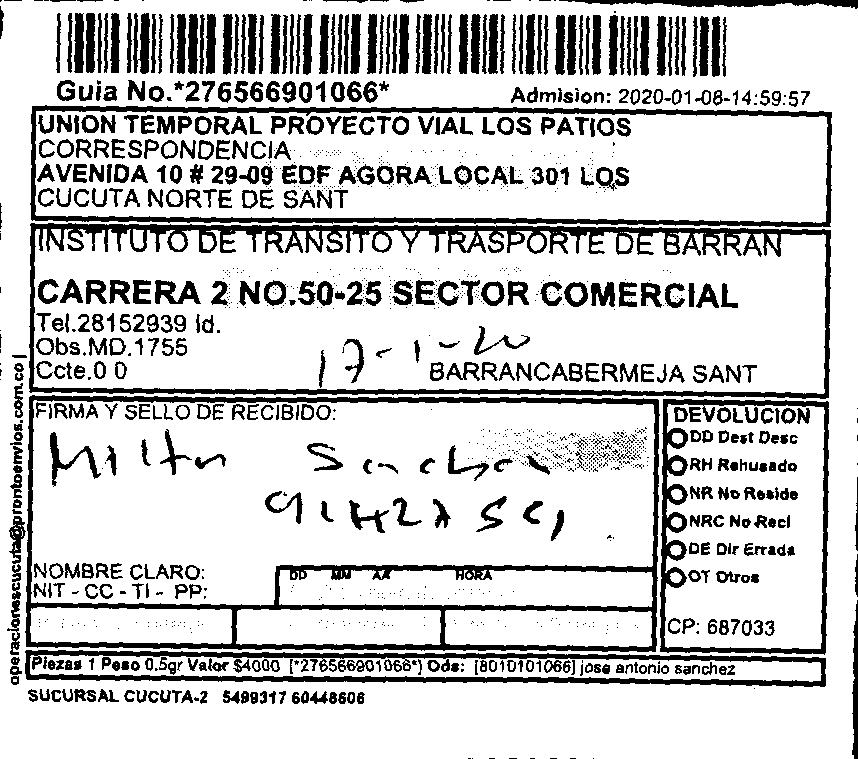 Guia No.*276566901066*
Admision: 2020-01-08-14:59:57
UNION TEMPORAL PROYECTO VIAL LOS PATIOS
CORRESPONDENCIA
AVENIDA 10 # 29-09 EDF AGORA LOCAL 301 LOS
CUCUTA NORTE DE SANT
INSTITUTO DE TRANSITO Y TRASPORTE DE BARRAN
CARRERA 2 NO.50-25 SECTOR COMERCIAL
Tel.28152939 Id.
Obs.MD.1755
17-1-20
Ccte.0 0
BARRANCABERMEJA SANT
operacionescucuta@prontoenvios.com.co |
FIRMA Y SELLO DE RECIBIDO:
Milton Sanchez
NOMBRE CLARO:
NIT - CC - TI - PP:
DD MM AA HORA
DEVOLUCION
DD Dest Desc
RH Rehusado
NR No Reside
NRC No Recl
DE Dir Errada
OT Otros
CP: 687033
Piezas 1 Peso 0.5gr Valor $4000 [*276566901066*) Ods: [8010101066] jose antonio sanchez
SUCURSAL CUCUTA-2 5499317 60448606